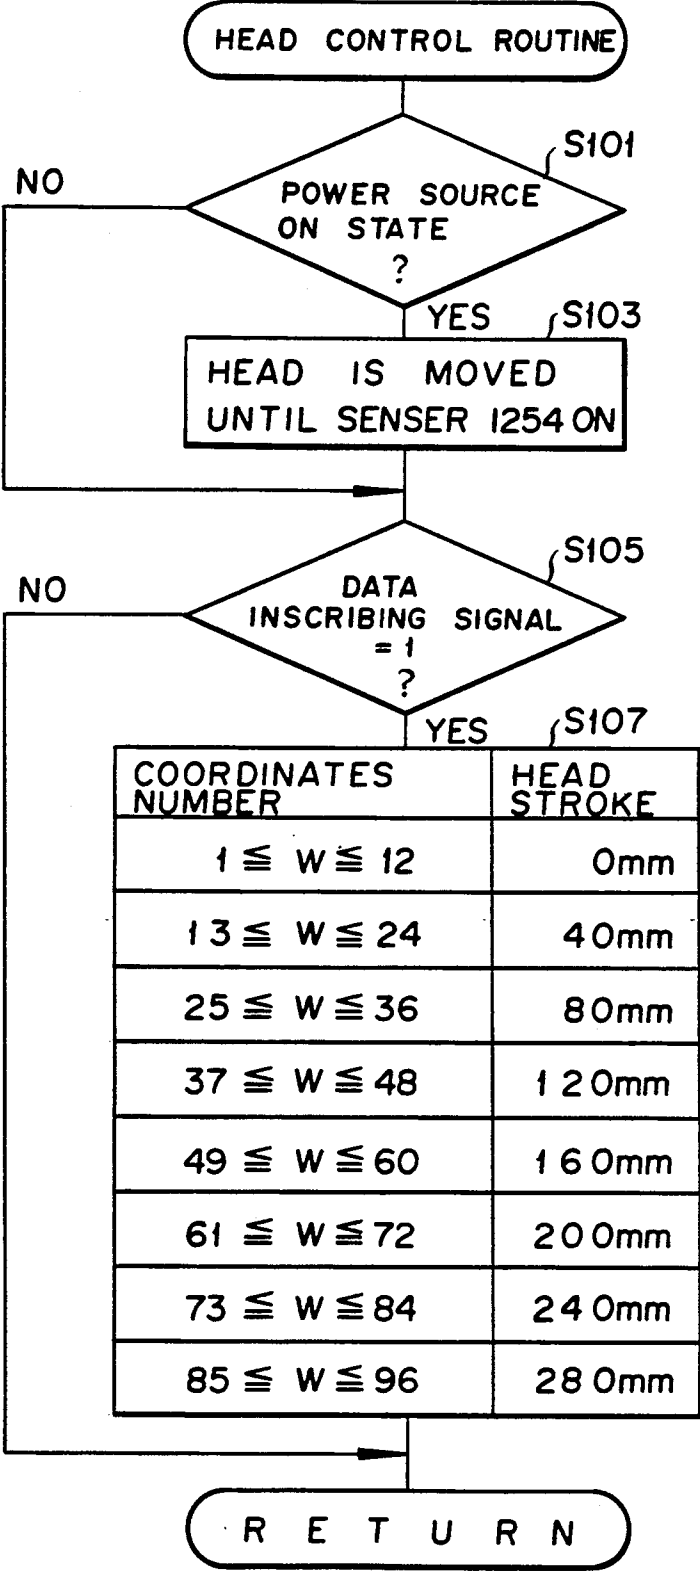 HEAD CONTROL ROUTINE
S101
NO
POWER SOURCE
ON STATE
?
YES
S103
HEAD IS MOVED
UNTIL SENSER 1254 ON
S105
NO
DATA
INSCRIBING SIGNAL
= 1
?
YES
S107
COORDINATES
NUMBER
HEAD
STROKE
1 ≦ W ≦ 12 0mm
13 ≦ W ≦ 24 40mm
25 ≦ W ≦ 36 80mm
37 ≦ W ≦ 48 120mm
49 ≦ W ≦ 60 160mm
61 ≦ W ≦ 72 200mm
73 ≦ W ≦ 84 240mm
85 ≦ W ≦ 96 280mm
RETURN